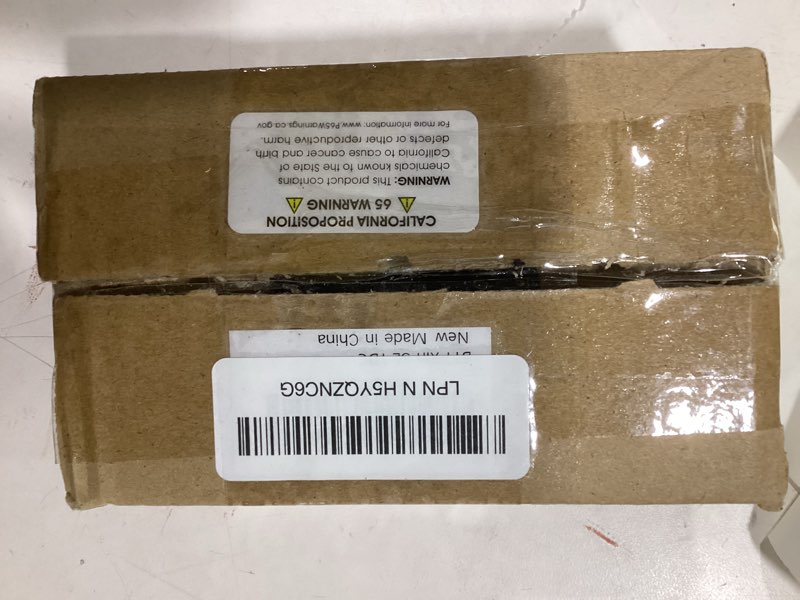 CALIFORNIA PROPOSITION
65 WARNING
WARNING: This product contains
chemicals known to the State of
California to cause cancer and birth
defects or other reproductive harm.
For more information: www.P65Warnings.ca.gov
LPN N H5YQZNC6G
New Made in China